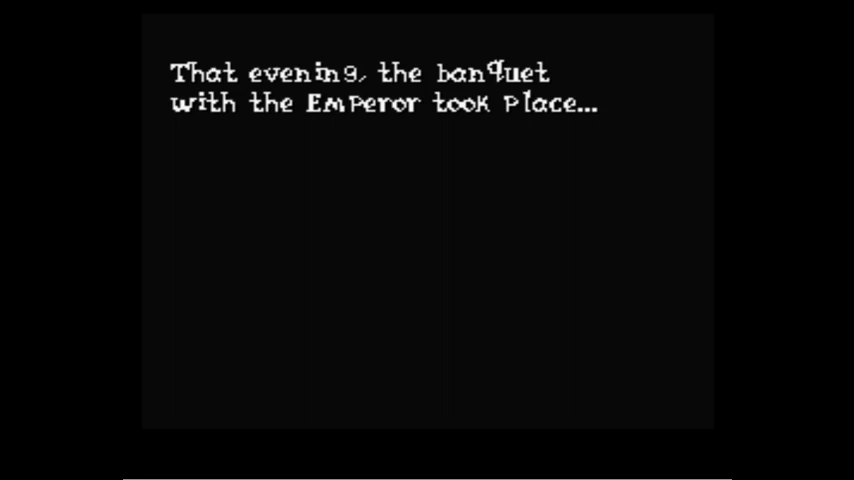 That evening, the banquet
with the Emperor took place...